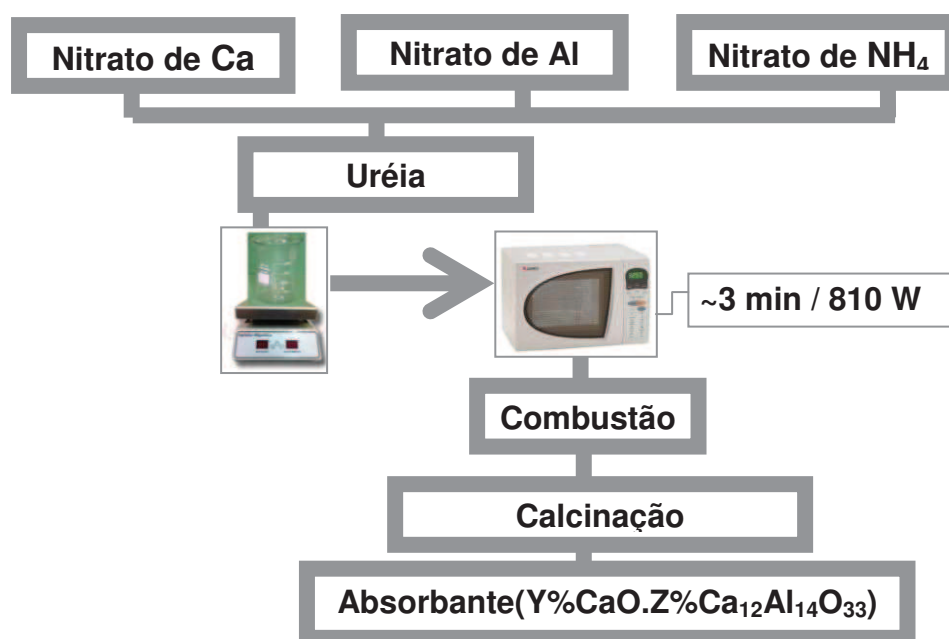 Nitrato de Ca
Nitrato de Al
Nitrato de NH₄
Uréia
~3 min / 810 W
Combustão
Calcinação
Absorbante(Y%CaO.Z%Ca₁₂Al₁₄O₃₃)